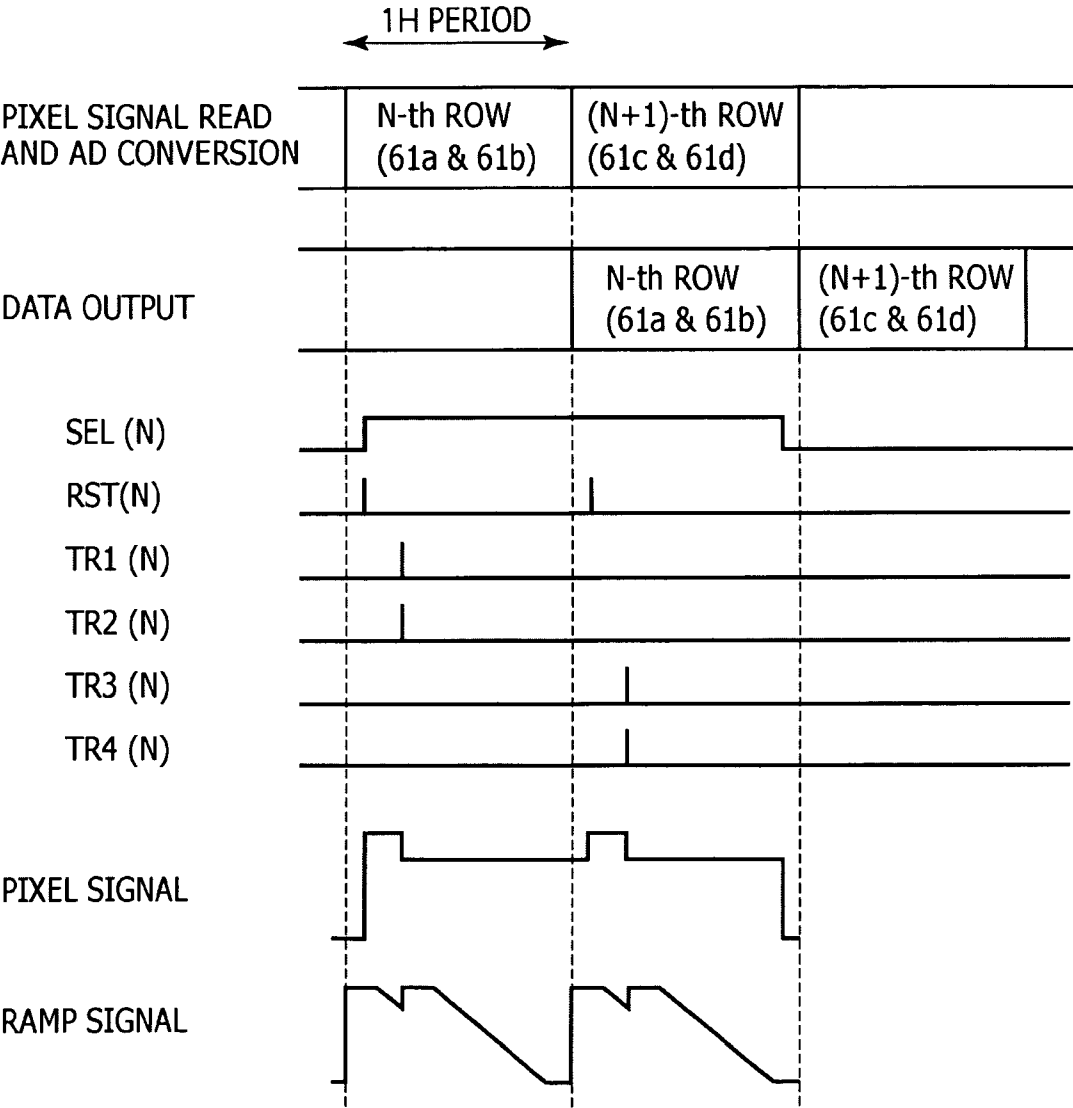 1H PERIOD
PIXEL SIGNAL READ
AND AD CONVERSION
N-th ROW
(61a & 61b)
(N+1)-th ROW
(61c & 61d)
DATA OUTPUT
N-th ROW
(61a & 61b)
(N+1)-th ROW
(61c & 61d)
SEL (N)
RST(N)
TR1 (N)
TR2 (N)
TR3 (N)
TR4 (N)
PIXEL SIGNAL
RAMP SIGNAL